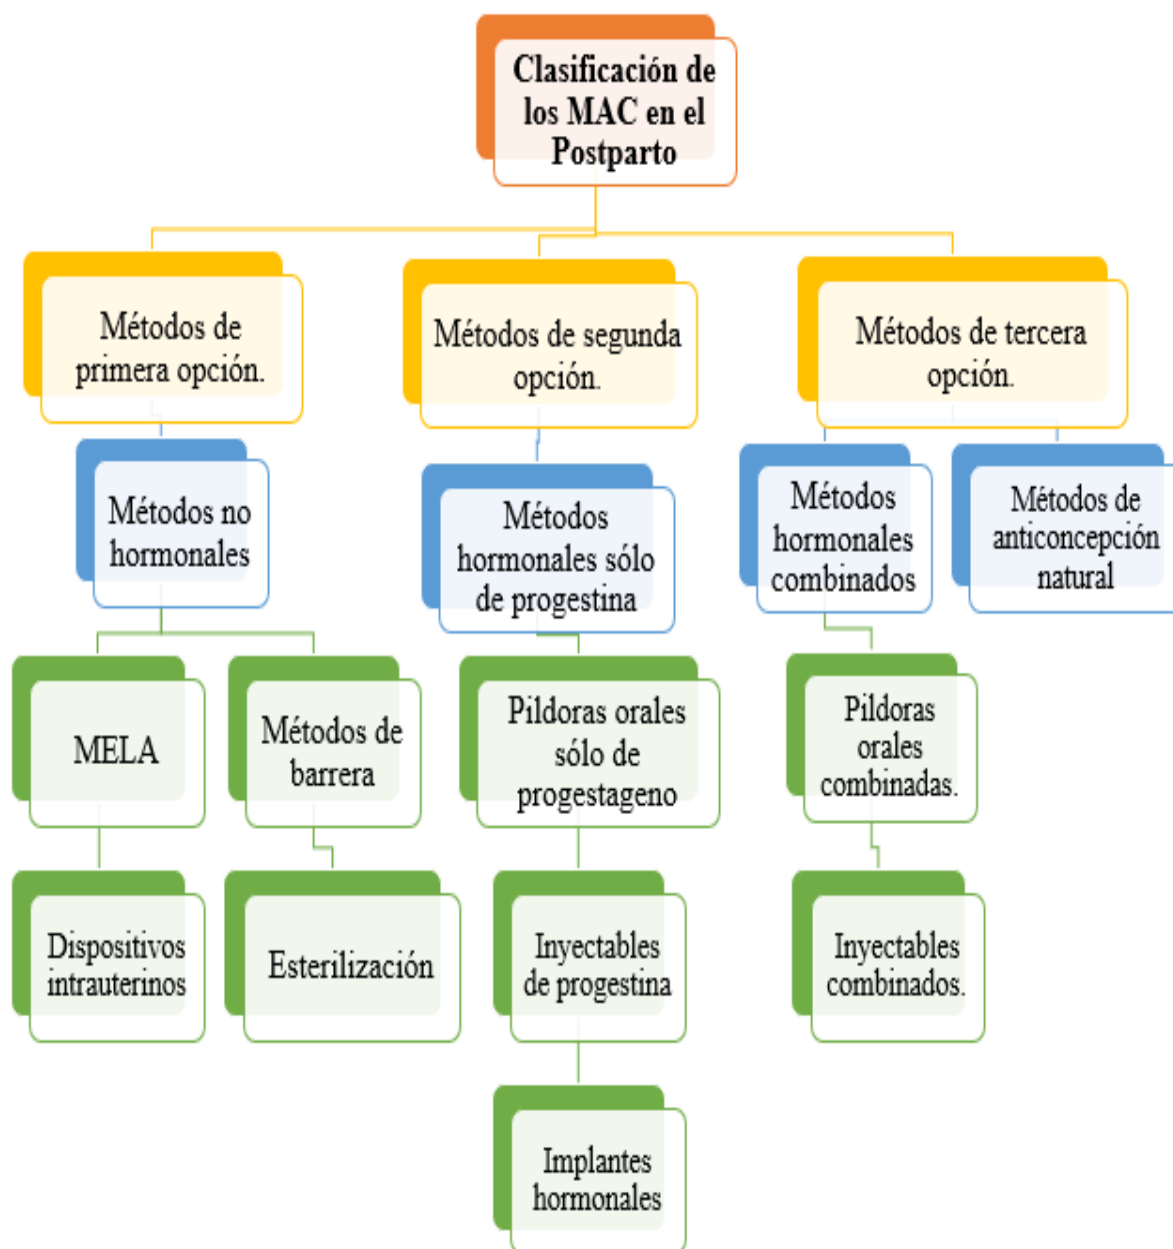 Clasificación de
los MAC en el
Postparto
Métodos de
primera opción.
Métodos de segunda
opción.
Métodos de tercera
opción.
Métodos no
hormonales
Métodos
hormonales sólo
de progestina
Métodos
hormonales
combinados
Métodos de
anticoncepción
natural
MELA
Métodos de
barrera
Pildoras orales
sólo de
progestageno
Pildoras
orales
combinadas.
Dispositivos
intrauterinos
Esterilización
Inyectables
de progestina
Inyectables
combinados.
Implantes
hormonales